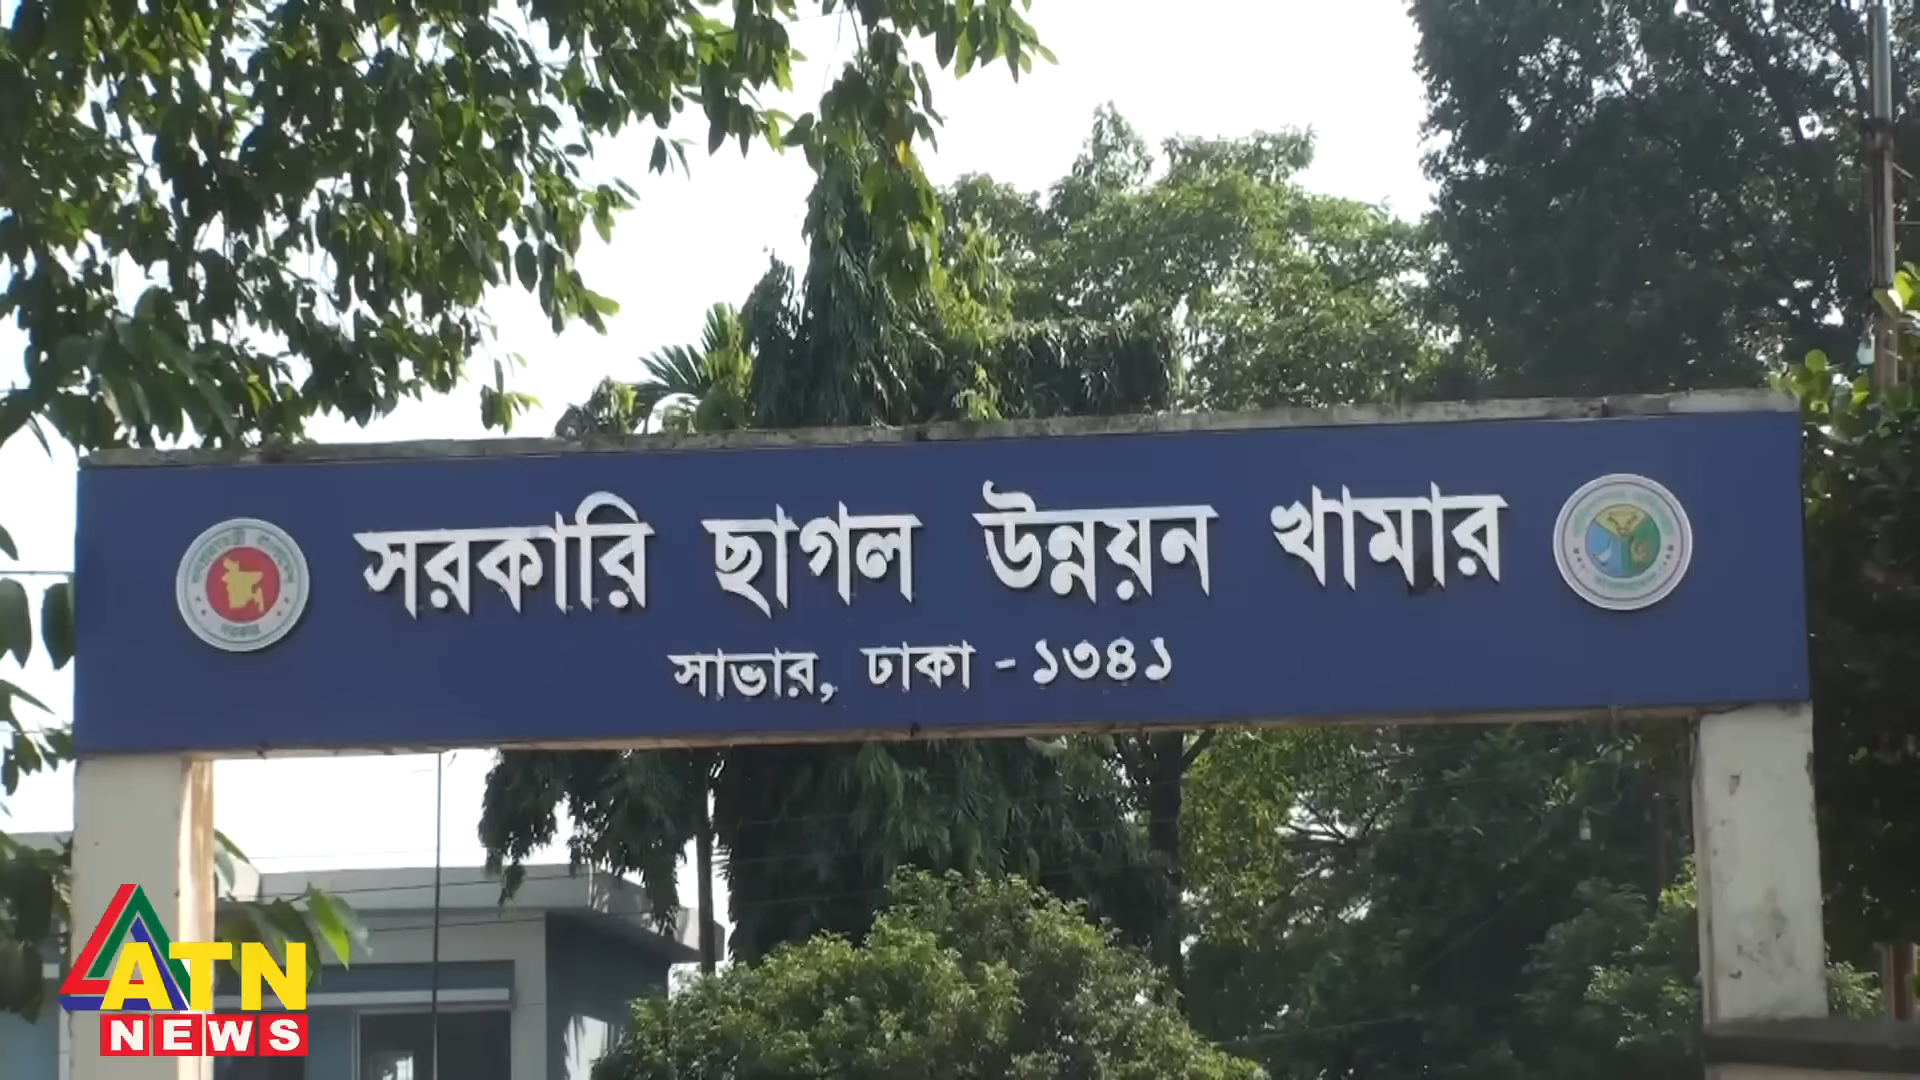 সরকারি ছাগল উন্নয়ন খামার
সাভার, ঢাকা - ১৩৪১
ATN
NEWS